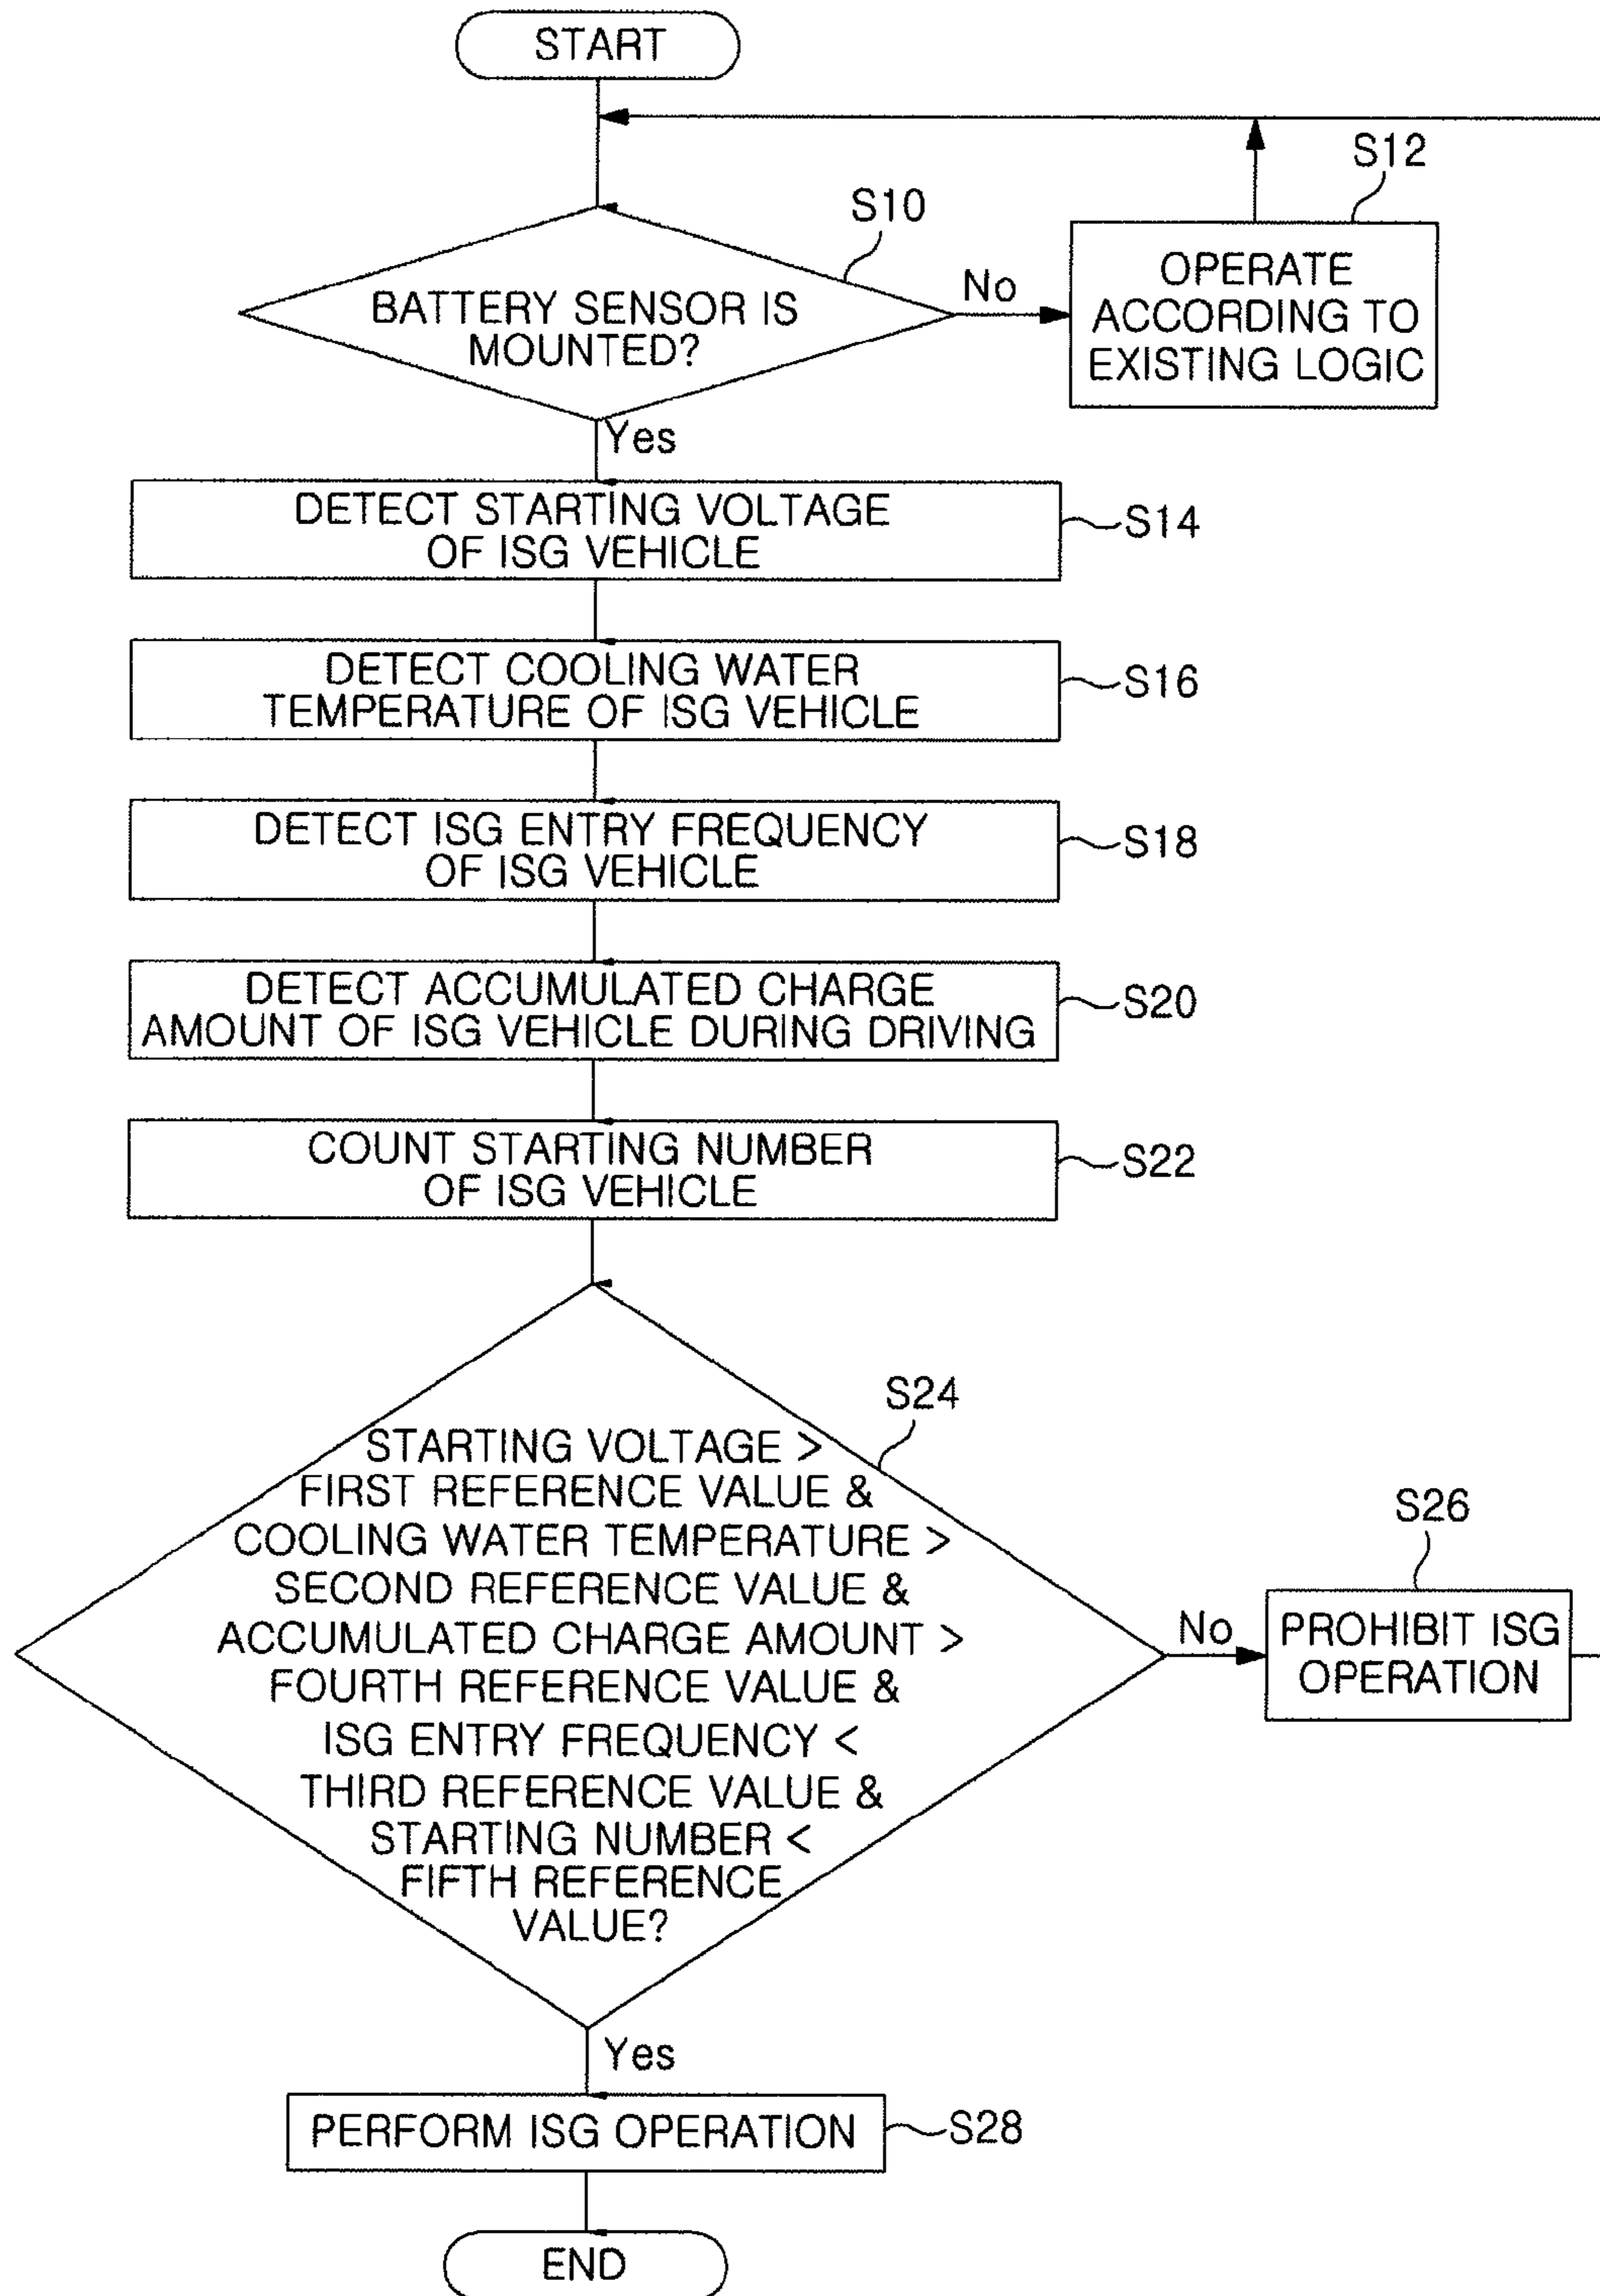 START
S10
BATTERY SENSOR IS
MOUNTED?
No
S12
OPERATE
ACCORDING TO
EXISTING LOGIC
Yes
DETECT STARTING VOLTAGE
OF ISG VEHICLE
S14
DETECT COOLING WATER
TEMPERATURE OF ISG VEHICLE
S16
DETECT ISG ENTRY FREQUENCY
OF ISG VEHICLE
S18
DETECT ACCUMULATED CHARGE
AMOUNT OF ISG VEHICLE DURING DRIVING
S20
COUNT STARTING NUMBER
OF ISG VEHICLE
S22
S24
STARTING VOLTAGE >
FIRST REFERENCE VALUE &
COOLING WATER TEMPERATURE >
SECOND REFERENCE VALUE &
ACCUMULATED CHARGE AMOUNT >
FOURTH REFERENCE VALUE &
ISG ENTRY FREQUENCY <
THIRD REFERENCE VALUE &
STARTING NUMBER <
FIFTH REFERENCE
VALUE?
No
S26
PROHIBIT ISG
OPERATION
Yes
PERFORM ISG OPERATION
S28
END